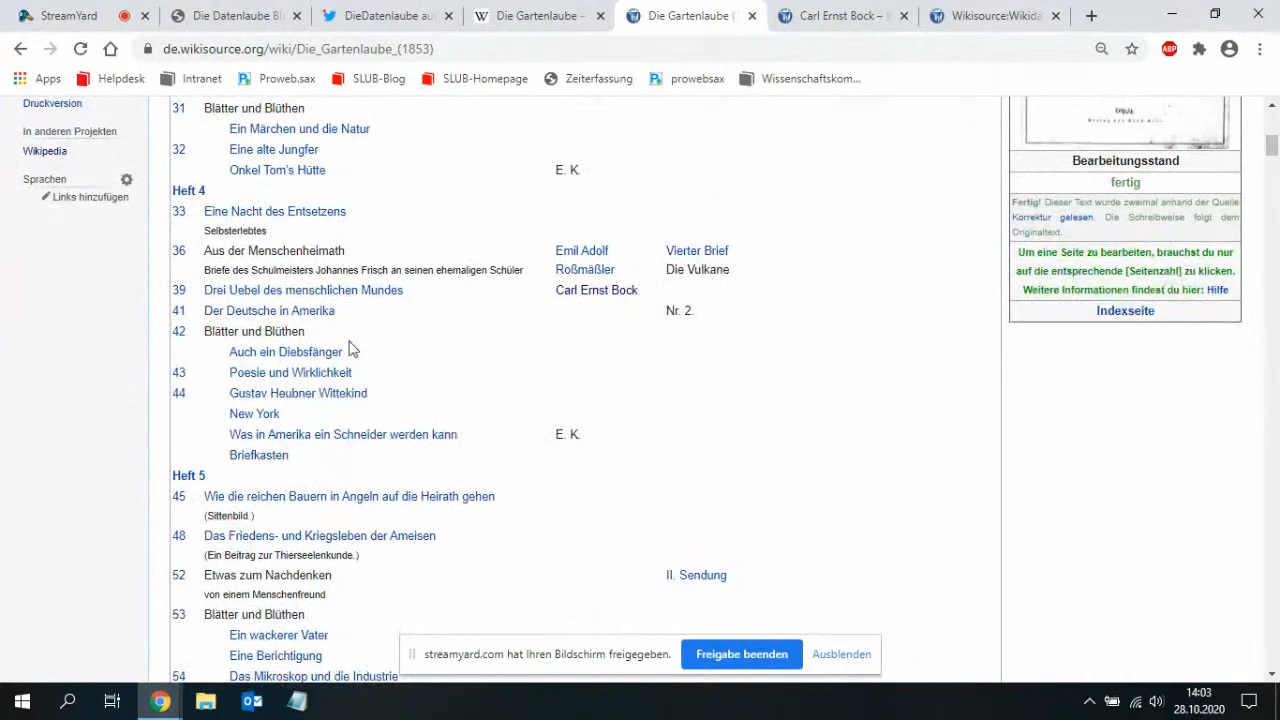 StreamYard
Die Datenlaube Bl
DieDatenlaube au
Die Gartenlaube –
Die Gartenlaube (
Carl Ernst Bock – 
Wikisource:Wikida
de.wikisource.org/wiki/Die_Gartenlaube_(1853)
Apps
Helpdesk
Intranet
Proweb.sax
SLUB-Blog
SLUB-Homepage
Zeiterfassung
prowebsax
Wissenschaftskom...
Druckversion
In anderen Projekten
Wikipedia
Sprachen
Links hinzufügen
31 Blätter und Blüthen
Ein Märchen und die Natur
32 Eine alte Jungfer
Onkel Tom's Hütte E. K.
Heft 4
33 Eine Nacht des Entsetzens
Selbsterlebtes
36 Aus der Menschenheimath Emil Adolf Vierter Brief
Briefe des Schulmeisters Johannes Frisch an seinen ehemaligen Schüler Roßmäßler Die Vulkane
39 Drei Uebel des menschlichen Mundes Carl Ernst Bock
41 Der Deutsche in Amerika Nr. 2.
42 Blätter und Blüthen
Auch ein Diebsfänger
43 Poesie und Wirklichkeit
44 Gustav Heubner Wittekind
New York
Was in Amerika ein Schneider werden kann E. K.
Briefkasten
Heft 5
45 Wie die reichen Bauern in Angeln auf die Heirath gehen
(Sittenbild.)
48 Das Friedens- und Kriegsleben der Ameisen
(Ein Beitrag zur Thierseelenkunde.)
52 Etwas zum Nachdenken II. Sendung
von einem Menschenfreund
53 Blätter und Blüthen
Ein wackerer Vater
Eine Berichtigung
54 Das Mikroskop und die Industrie
Bearbeitungsstand
fertig
Fertig! Dieser Text wurde zweimal anhand der Quelle
Korrektur gelesen. Die Schreibweise folgt dem
Originaltext.
Um eine Seite zu bearbeiten, brauchst du nur
auf die entsprechende [Seitenzahl] zu klicken.
Weitere Informationen findest du hier: Hilfe
Indexseite
streamyard.com hat Ihren Bildschirm freigegeben.
Freigabe beenden
Ausblenden
14:03
28.10.2020